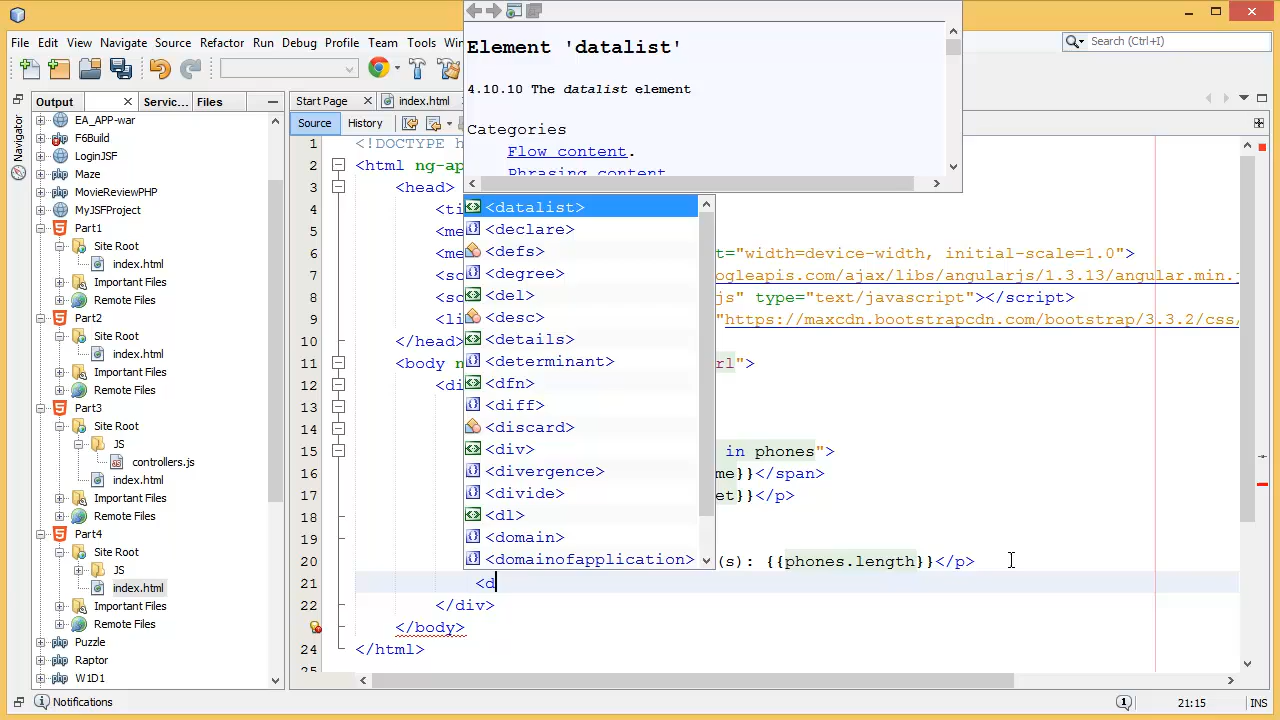 File Edit View Navigate Source Refactor Run Debug Profile Team Tools Win
Search (Ctrl+I)
Element 'datalist'
4.10.10 The datalist element
Categories
Flow content.
Phrasing content
Output
Servic...
Files
Start Page
index.html
Source
History
Navigator
EA_APP-war
F6Build
LoginJSF
Maze
MovieReviewPHP
MyJSFProject
Part1
Site Root
index.html
Important Files
Remote Files
Part2
Site Root
index.html
Important Files
Remote Files
Part3
Site Root
JS
controllers.js
index.html
Important Files
Remote Files
Part4
Site Root
JS
index.html
Important Files
Remote Files
Puzzle
Raptor
W1D1
1 <!DOCTYPE h
2 <html ng-ap
3 <head>
4 <ti
5 <me
6 <me t="width=device-width, initial-scale=1.0">
7 <sc ogleapis.com/ajax/libs/angularjs/1.3.13/angular.min.j
8 <sc js" type="text/javascript"></script>
9 <li "https://maxcdn.bootstrapcdn.com/bootstrap/3.3.2/css/
10 </head>
11 <body n rl">
12 <di
13
14
15 in phones">
16 me}}</span>
17 et}}</p>
18
19
20 (s): {{phones.length}}</p>
21 <d
22 </div>
</body>
24 </html>
25
<datalist>
<declare>
<defs>
<degree>
<del>
<desc>
<details>
<determinant>
<dfn>
<diff>
<discard>
<div>
<divergence>
<divide>
<dl>
<domain>
<domainofapplication>
Notifications
21:15
INS